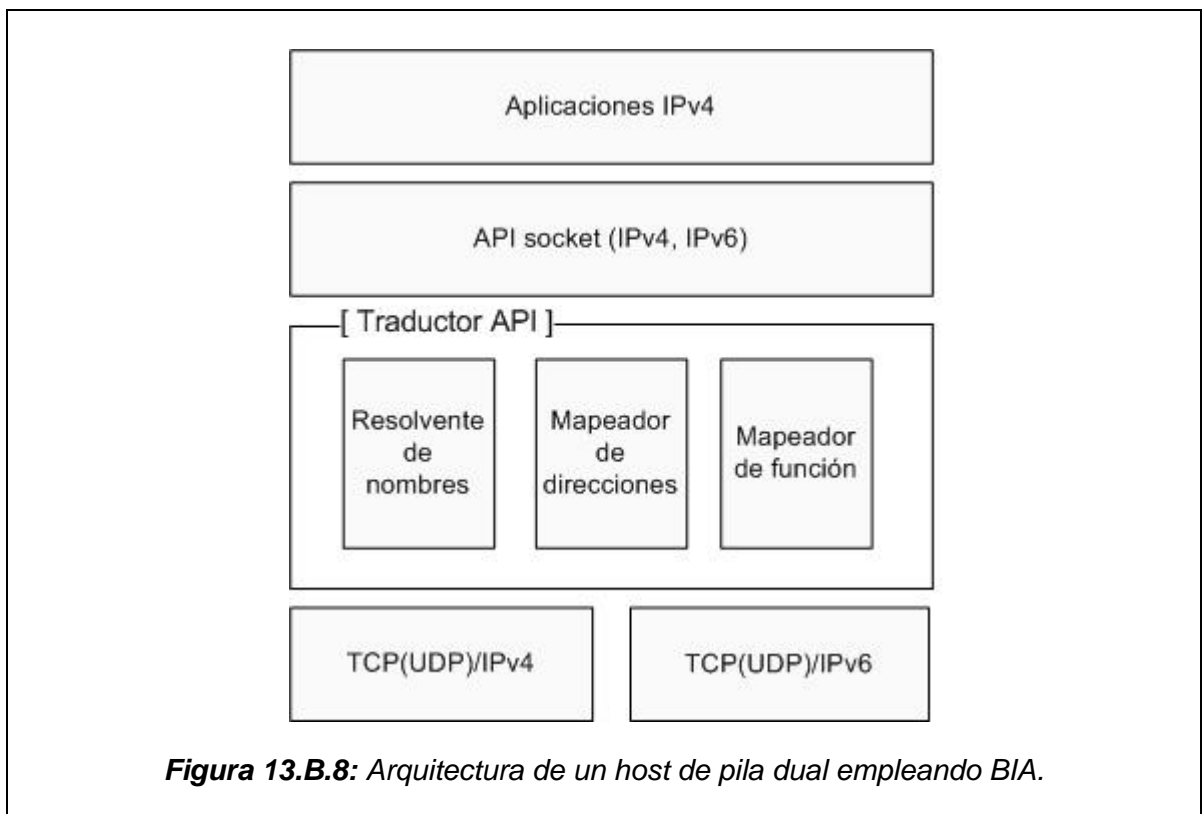 Aplicaciones IPv4
API socket (IPv4, IPv6)
[ Traductor API ]
Resolvente
de
nombres
Mapeador
de
direcciones
Mapeador
de función
TCP(UDP)/IPv4
TCP(UDP)/IPv6
Figura 13.B.8: Arquitectura de un host de pila dual empleando BIA.